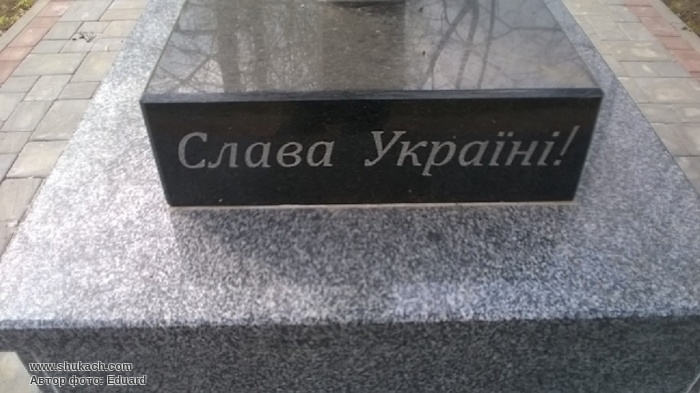 Слава Україні!
www.shukach.com
Автор фото: Eduard